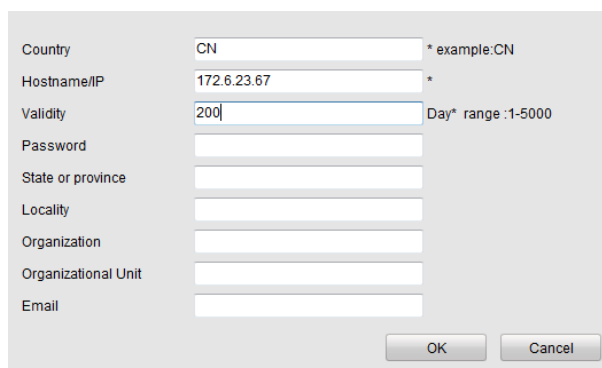 Country CN * example:CN
Hostname/IP 172.6.23.67 *
Validity 200 Day* range :1-5000
Password
State or province
Locality
Organization
Organizational Unit
Email
OK Cancel